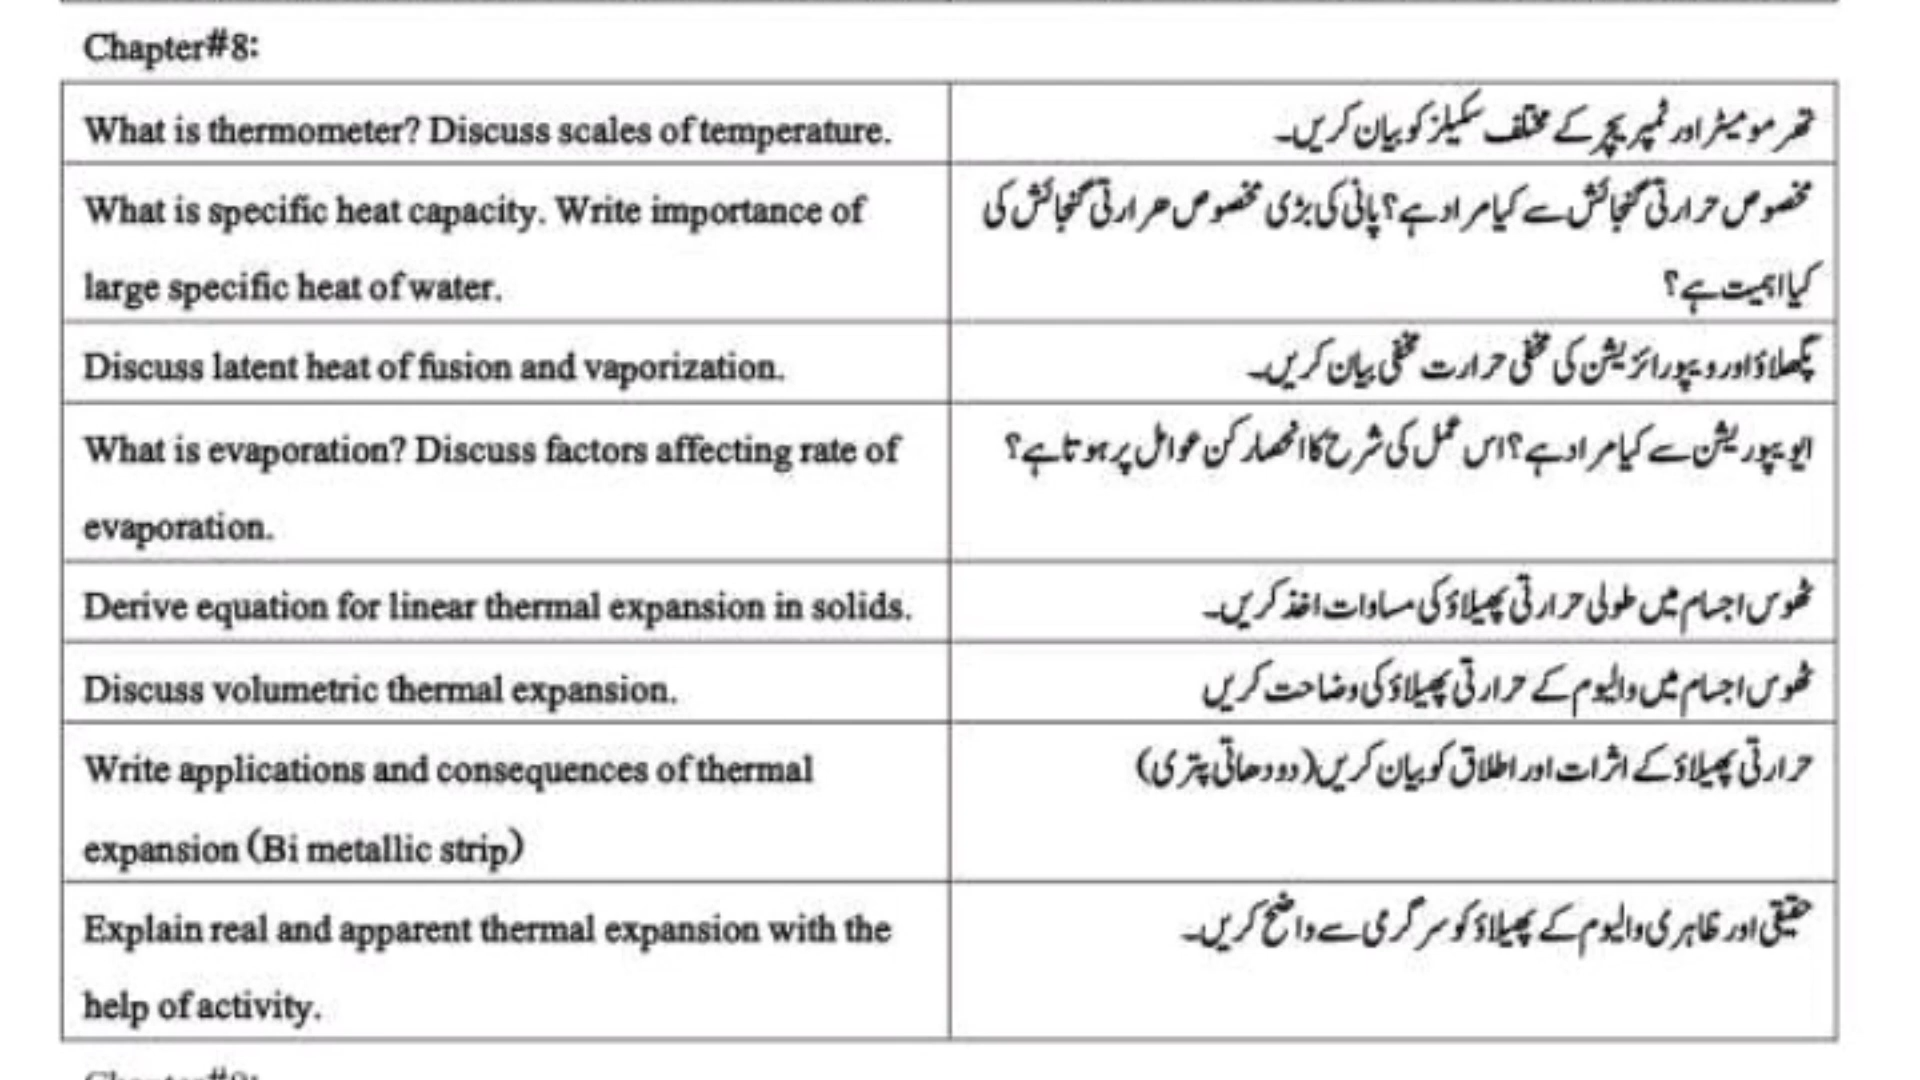 Chapter#8:
What is thermometer? Discuss scales of temperature.
تھرمومیٹر اور ٹمپریچر کے مختلف سکیلز کو بیان کریں۔
What is specific heat capacity. Write importance of
large specific heat of water.
مخصوص حرارتی گنجائش سے کیا مراد ہے؟ پانی کی بڑی مخصوص حرارتی گنجائش کی
کیا اہمیت ہے؟
Discuss latent heat of fusion and vaporization.
پگھلاؤ اور ویپورائزیشن کی مخفی حرارت مخفی بیان کریں۔
What is evaporation? Discuss factors affecting rate of
evaporation.
ایویپوریشن سے کیا مراد ہے؟ اس عمل کی شرح کا انحصار کن عوامل پر ہوتا ہے؟
Derive equation for linear thermal expansion in solids.
ٹھوس اجسام میں طولی حرارتی پھیلاؤ کی مساوات اخذ کریں۔
Discuss volumetric thermal expansion.
ٹھوس اجسام میں والیوم کے حرارتی پھیلاؤ کی وضاحت کریں
Write applications and consequences of thermal
expansion (Bi metallic strip)
حرارتی پھیلاؤ کے اثرات اور اطلاق کو بیان کریں (دو دھاتی پتری)
Explain real and apparent thermal expansion with the
help of activity.
حقیقی اور ظاہری والیوم کے پھیلاؤ کو سرگرمی سے واضح کریں۔